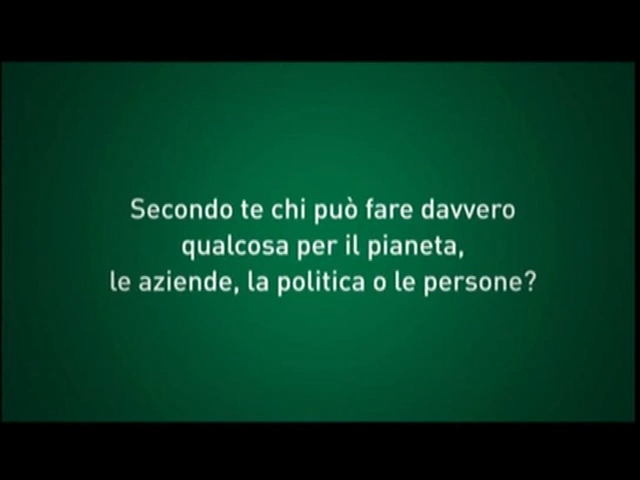 Secondo te chi può fare davvero
qualcosa per il pianeta,
le aziende, la politica o le persone?